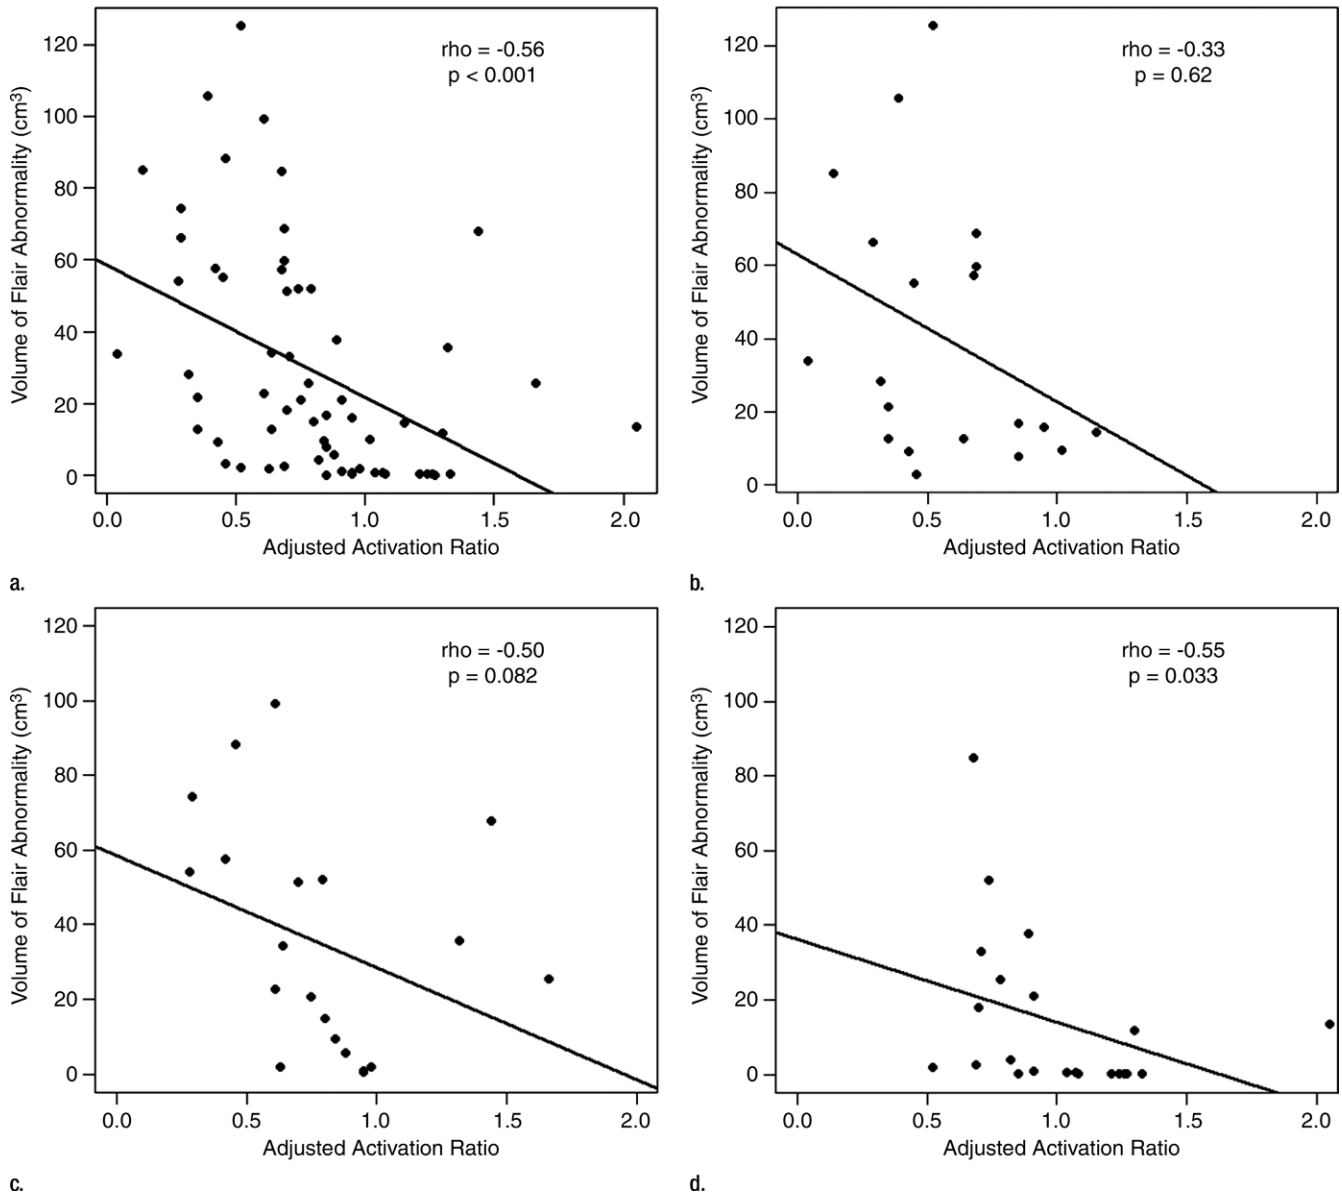 120
100
80
60
40
20
0
Volume of Flair Abnormality (cm³)
rho = -0.56
p < 0.001
0.0 0.5 1.0 1.5 2.0
Adjusted Activation Ratio
a.
120
100
80
60
40
20
0
Volume of Flair Abnormality (cm³)
rho = -0.33
p = 0.62
0.0 0.5 1.0 1.5 2.0
Adjusted Activation Ratio
b.
120
100
80
60
40
20
0
Volume of Flair Abnormality (cm³)
rho = -0.50
p = 0.082
0.0 0.5 1.0 1.5 2.0
Adjusted Activation Ratio
c.
120
100
80
60
40
20
0
Volume of Flair Abnormality (cm³)
rho = -0.55
p = 0.033
0.0 0.5 1.0 1.5 2.0
Adjusted Activation Ratio
d.